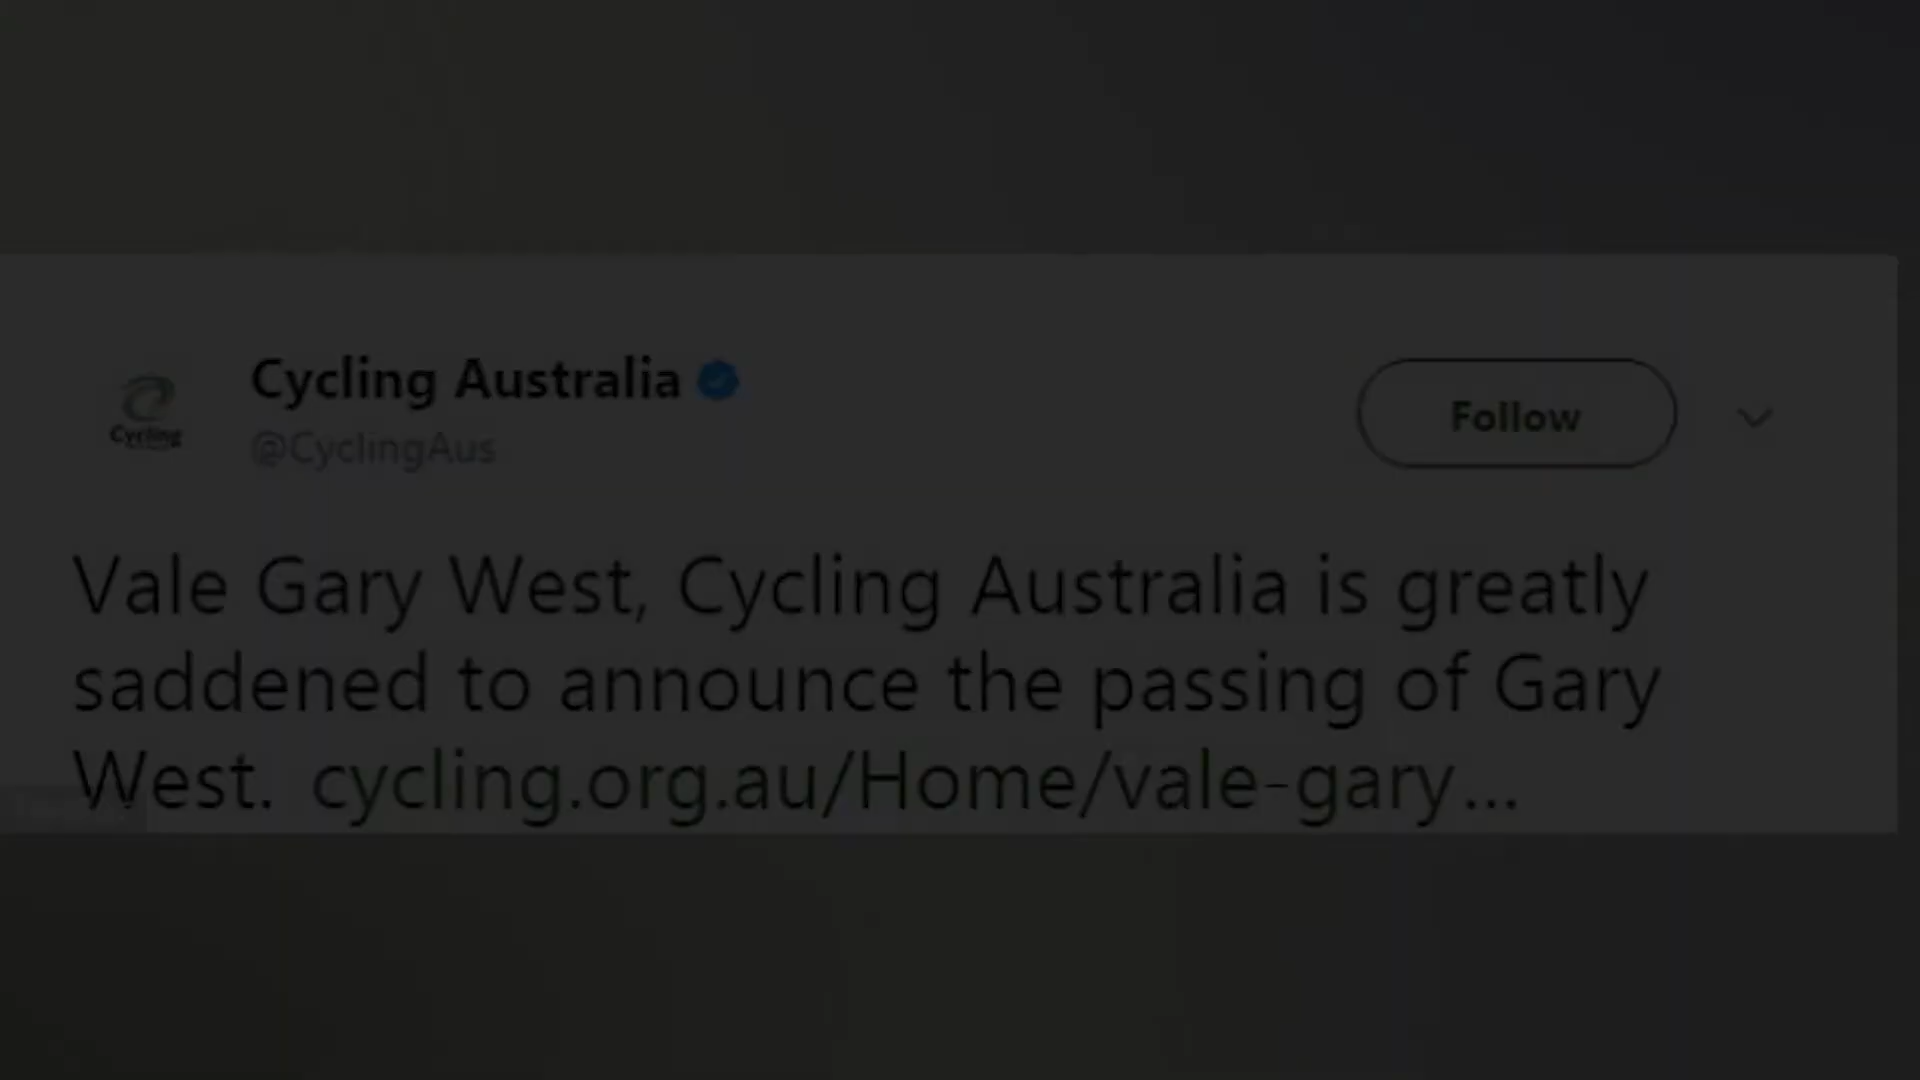 Cycling Australia
@CyclingAus
Cycling
Follow
Vale Gary West, Cycling Australia is greatly
saddened to announce the passing of Gary
West. cycling.org.au/Home/vale-gary...